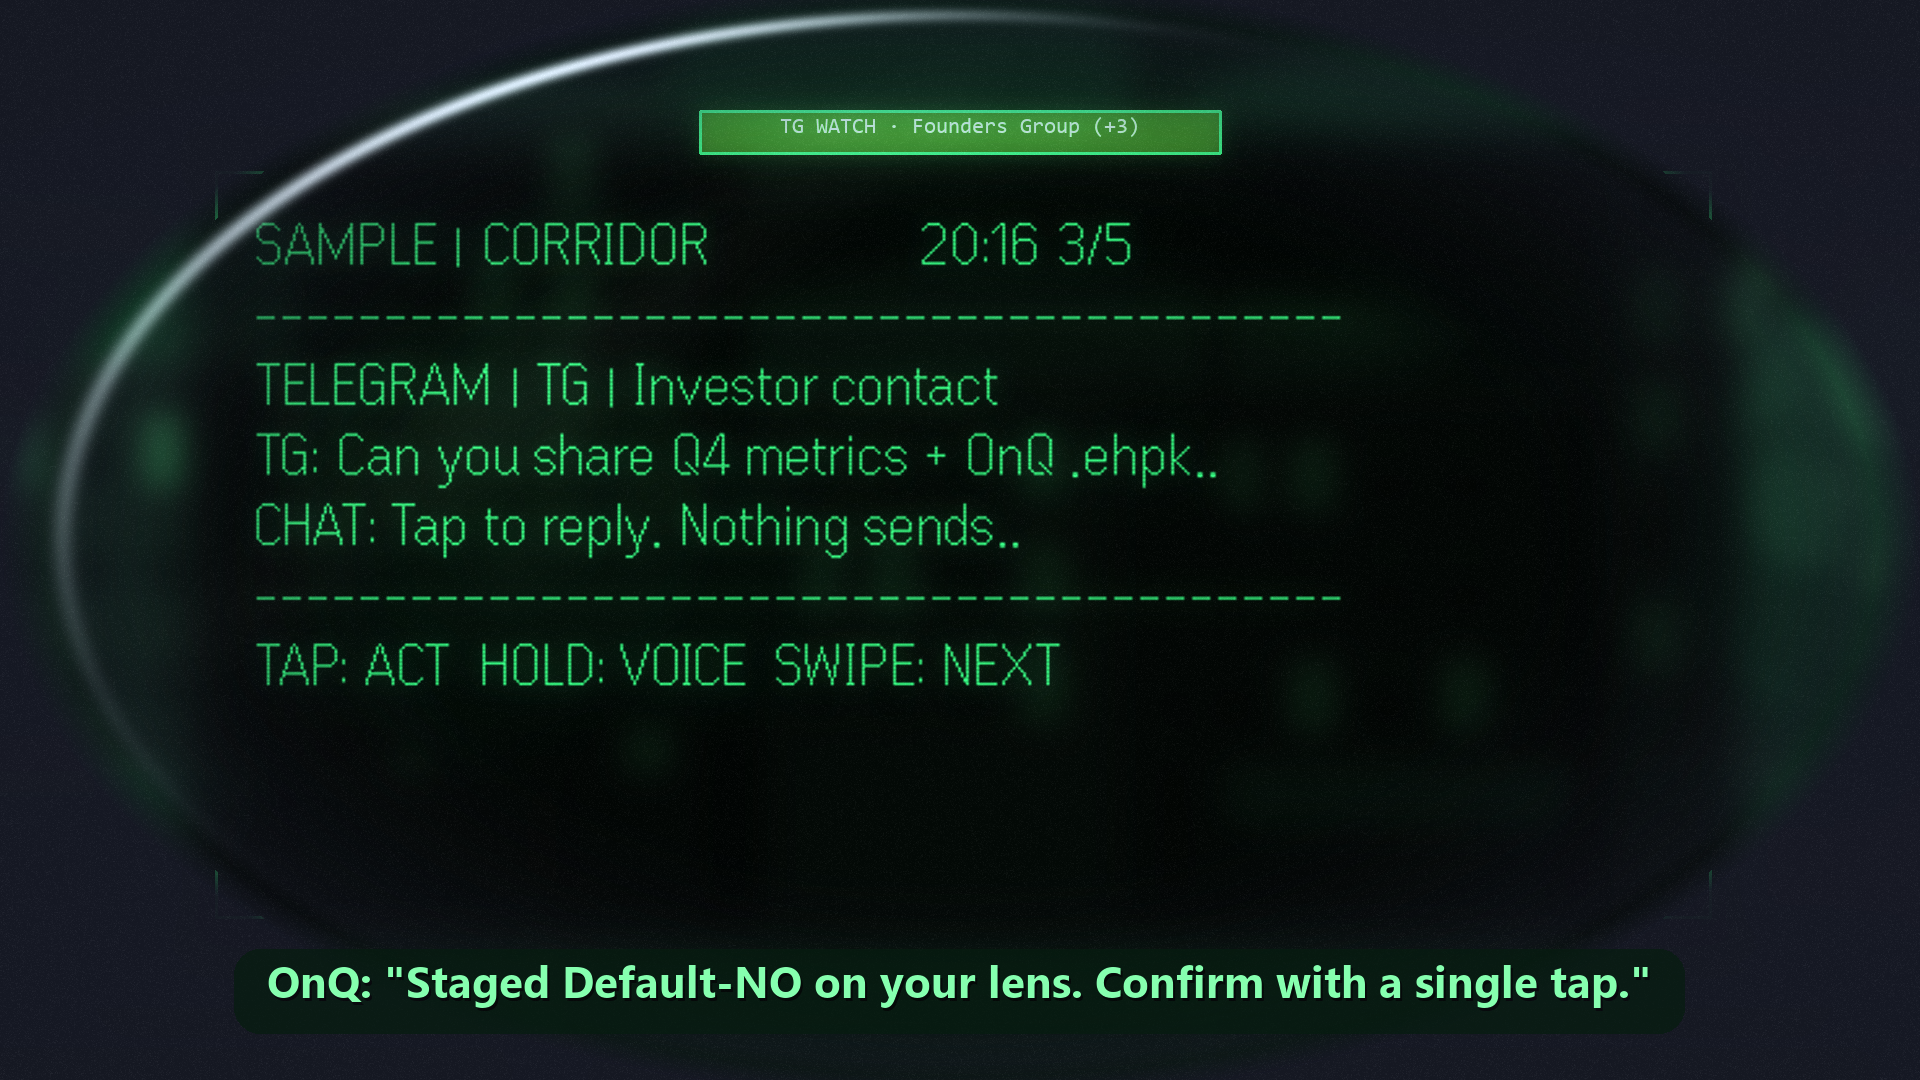 TG WATCH · Founders Group (+3)
SAMPLE | CORRIDOR 20:16 3/5
------------------------------------------
TELEGRAM | TG | Investor contact
TG: Can you share Q4 metrics + OnQ .ehpk..
CHAT: Tap to reply. Nothing sends..
------------------------------------------
TAP: ACT HOLD: VOICE SWIPE: NEXT
OnQ: "Staged Default-NO on your lens. Confirm with a single tap."